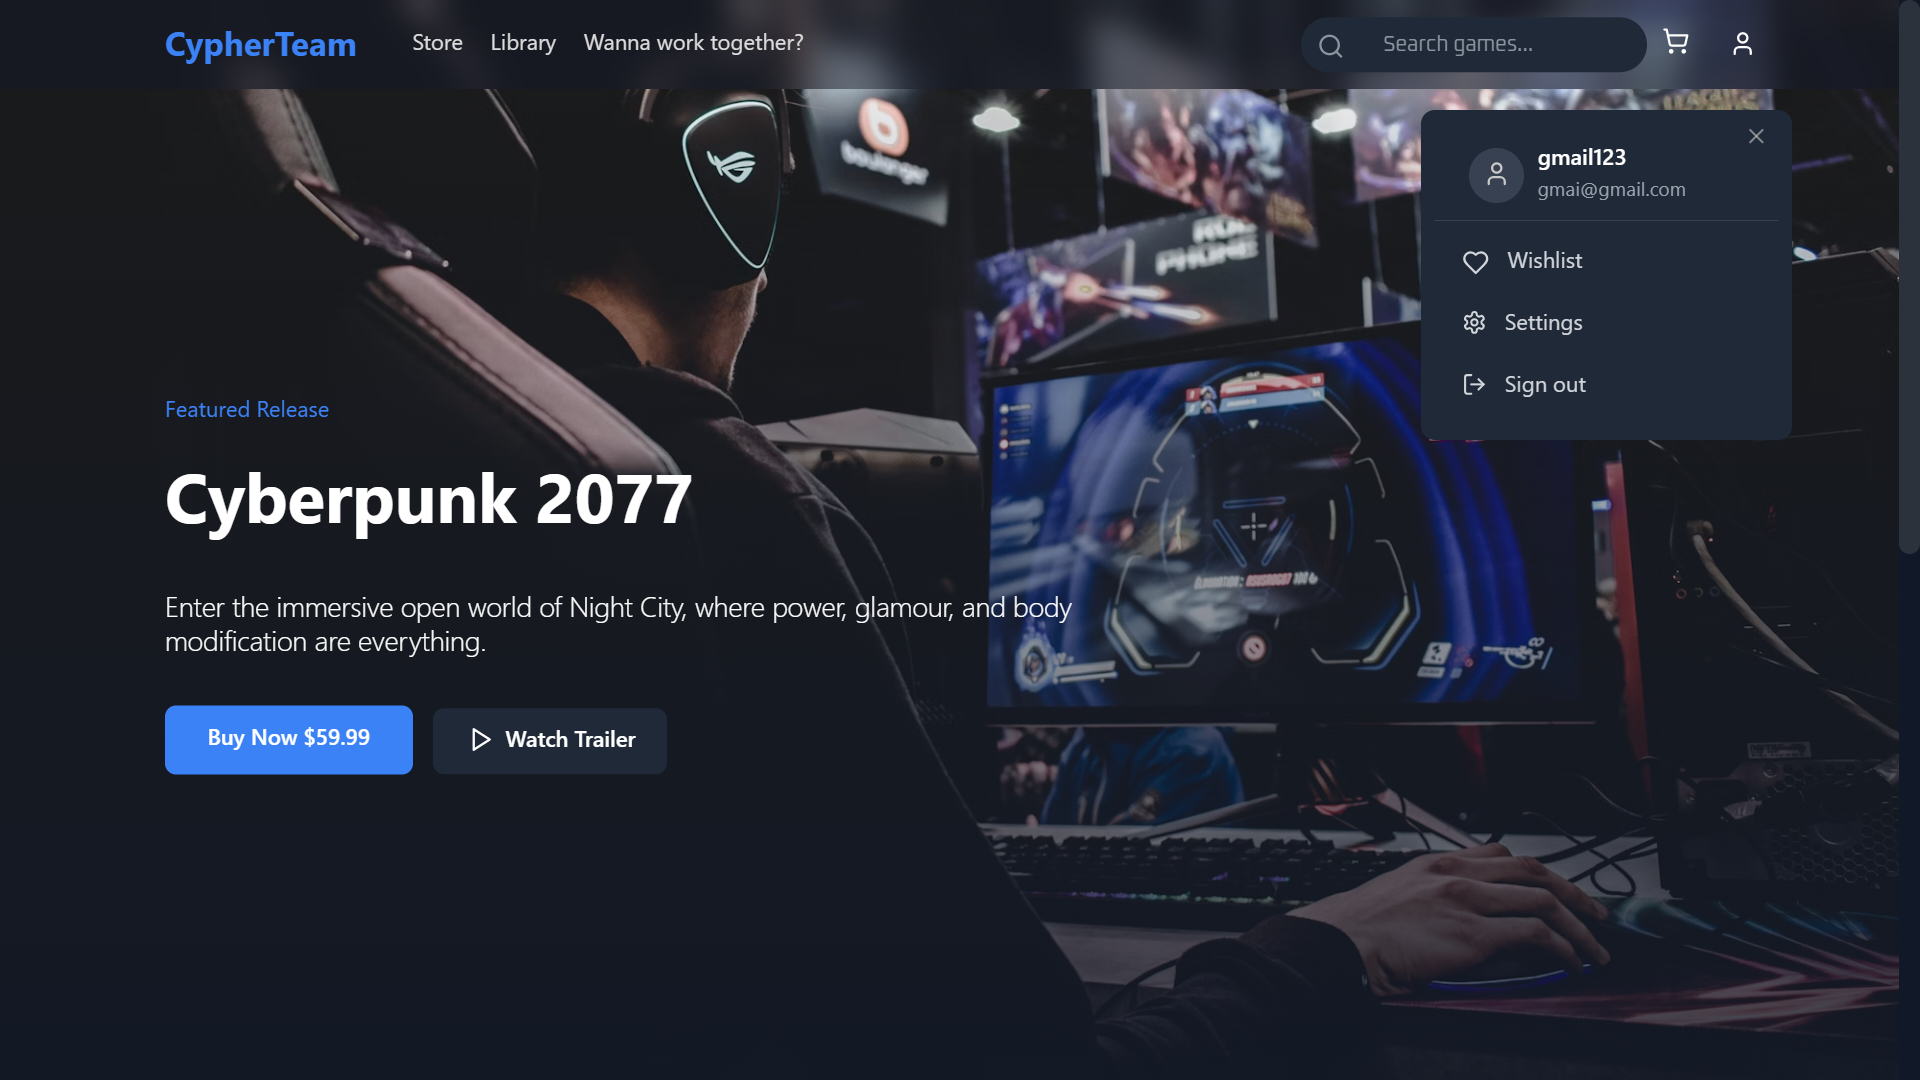 CypherTeam
Store
Library
Wanna work together?
Search games...
gmail123
gmai@gmail.com
Wishlist
Settings
Sign out
boulanger
Featured Release
Cyberpunk 2077
Enter the immersive open world of Night City, where power, glamour, and body
modification are everything.
Buy Now $59.99
Watch Trailer